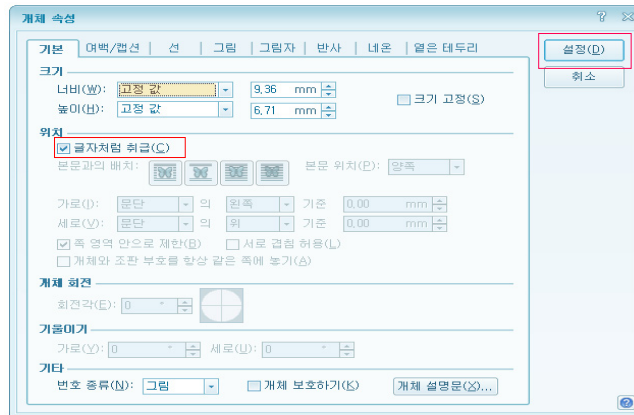 개체 속성
기본 여백/캡션 선 그림 그림자 반사 네온 옅은 테두리
설정(D)
취소
크기
너비(W): 고정 값 9,36 mm
높이(H): 고정 값 6,71 mm
크기 고정(S)
위치
글자처럼 취급(C)
본문과의 배치: 본문 위치(P): 양쪽
가로(J): 문단 의 왼쪽 기준 0,00 mm
세로(V): 문단 의 위 기준 0,00 mm
쪽 영역 안으로 제한(B) 서로 겹침 허용(L)
개체와 조판 부호를 항상 같은 쪽에 놓기(A)
개체 회전
회전각(E): 0 °
기울이기
가로(Y): 0 ° 세로(U): 0 °
기타
번호 종류(N): 그림 개체 보호하기(K) 개체 설명문(X)...